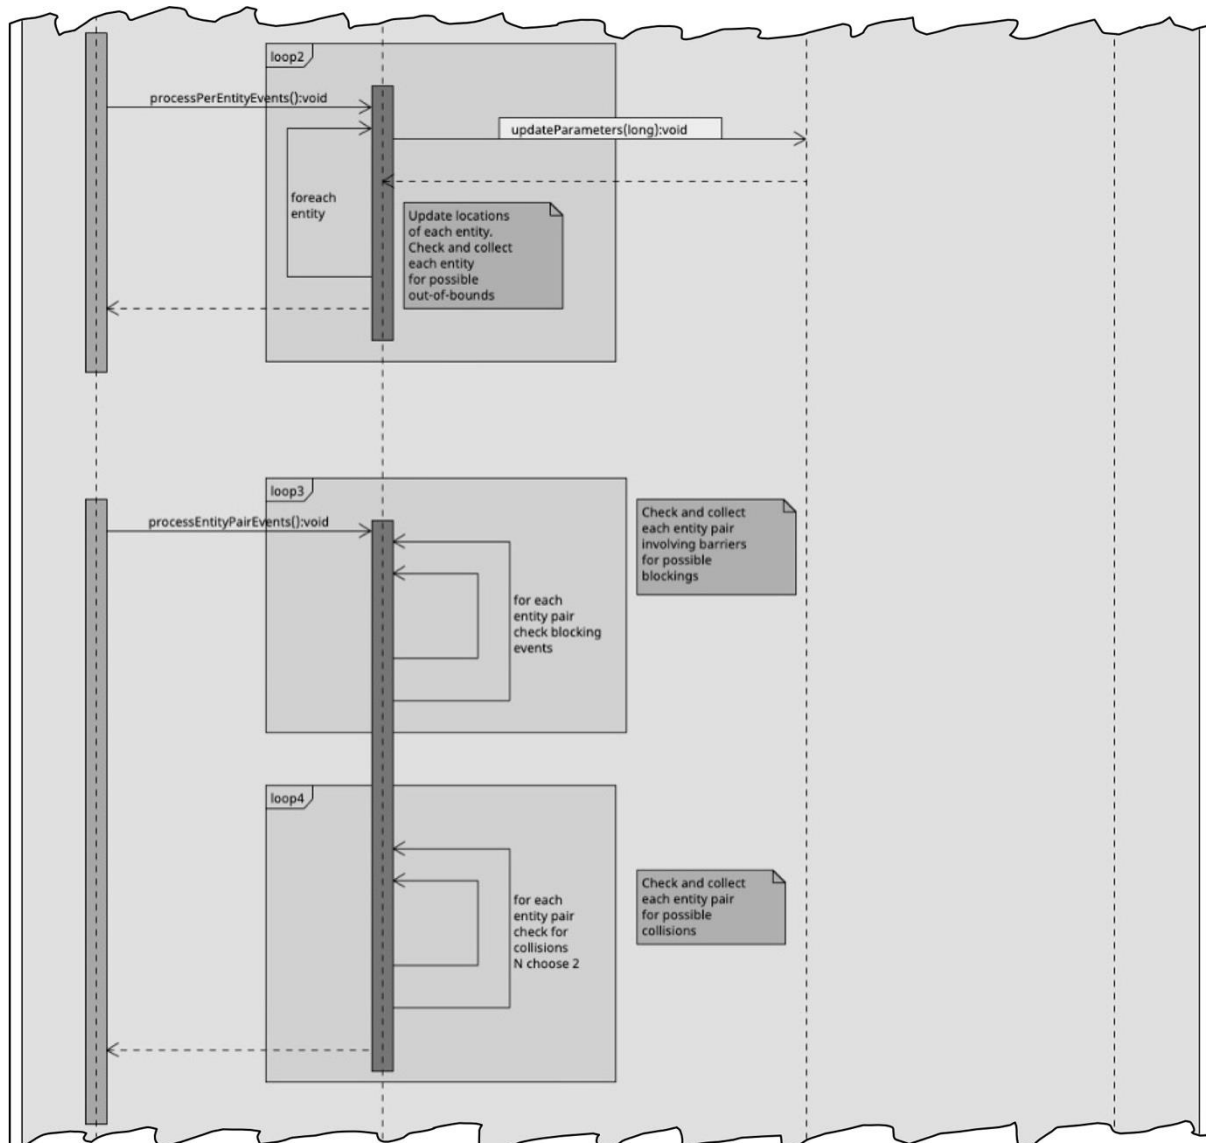 loop2
processPerEntityEvents():void
updateParameters(long):void
foreach
entity
Update locations
of each entity.
Check and collect
each entity
for possible
out-of-bounds
loop3
processEntityPairEvents():void
Check and collect
each entity pair
involving barriers
for possible
blockings
for each
entity pair
check blocking
events
loop4
for each
entity pair
check for
collisions
N choose 2
Check and collect
each entity pair
for possible
collisions